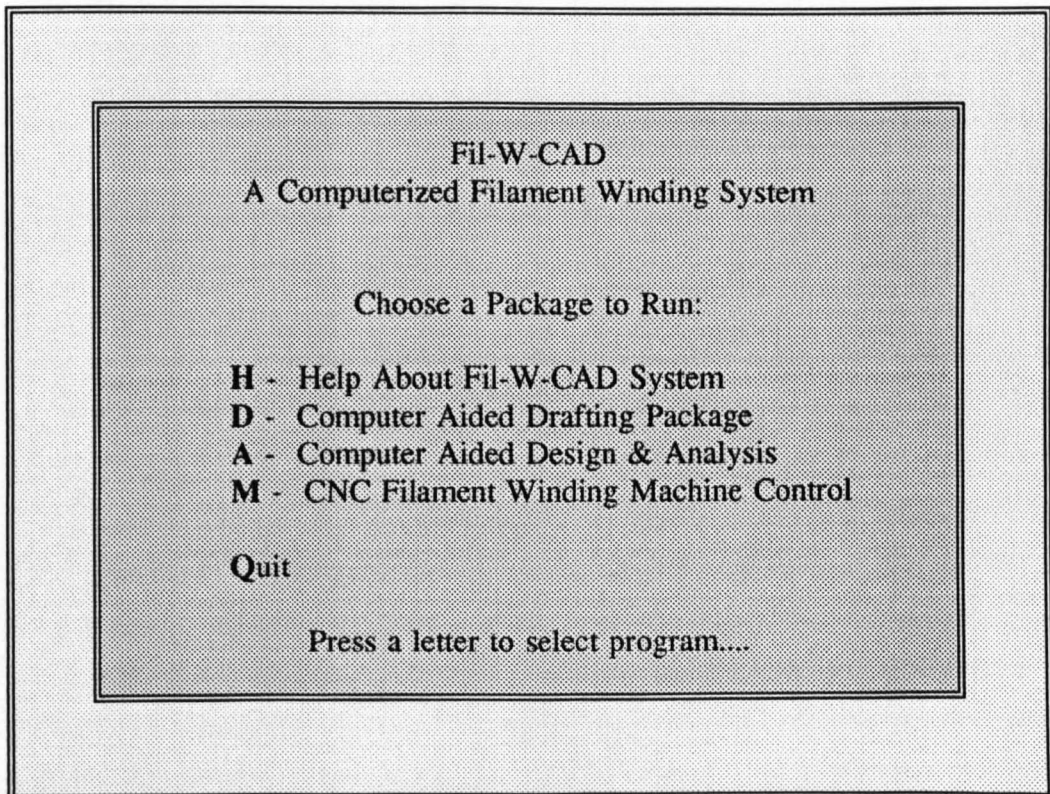 Fil-W-CAD
A Computerized Filament Winding System
Choose a Package to Run:
H - Help About Fil-W-CAD System
D - Computer Aided Drafting Package
A - Computer Aided Design & Analysis
M - CNC Filament Winding Machine Control
Quit
Press a letter to select program....